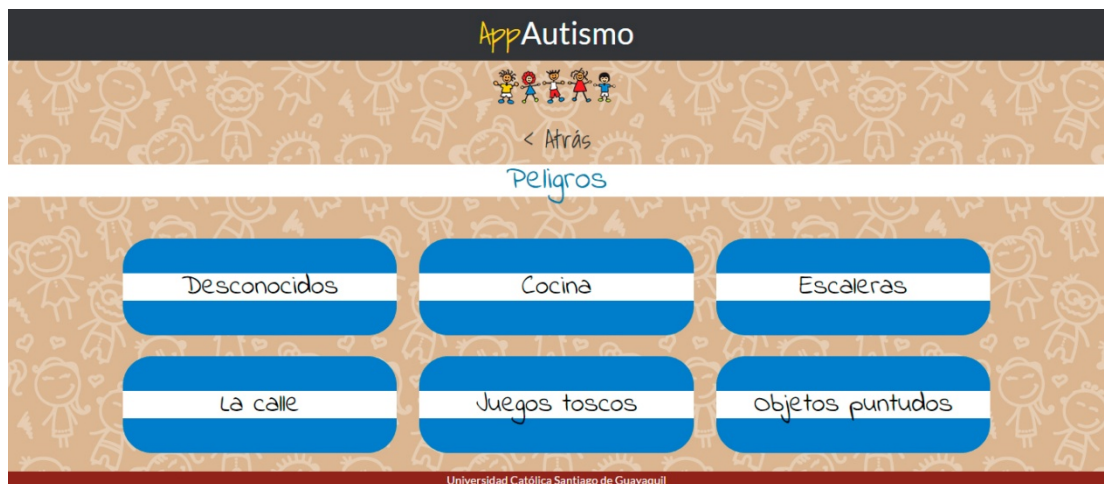 AppAutismo
< Atrás
Peligros
Desconocidos
Cocina
Escaleras
La calle
Juegos toscos
Objetos puntudos
Universidad Católica Santiago de Guayaquil